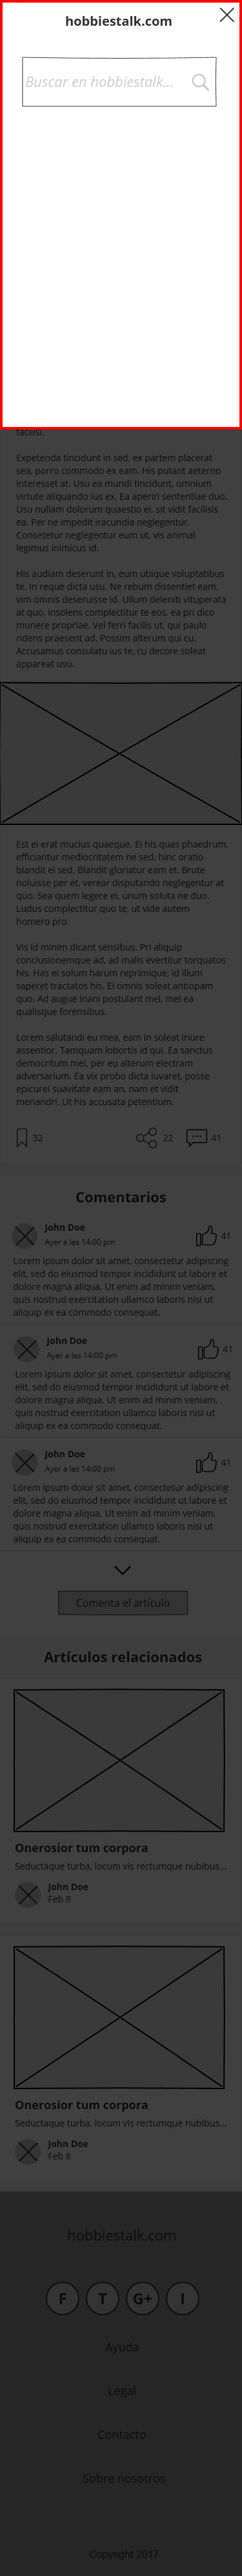 hobbiestalk.com
Buscar en hobbiestalk...
facilisi.
Expetenda tincidunt in sed, ex partem placerat
sea, porro commodo ex eam. His putant aeterno
interesset at. Usu ea mundi tincidunt, omnium
virtute aliquando ius ex. Ea aperiri sententiae duo.
Usu nullam dolorum quaestio ei, sit vidit facilisis
ea. Per ne impedit iracundia neglegentur.
Consetetur neglegentur eum ut, vis animal
legimus inimicus id.
His audiam deserunt in, eum ubique voluptatibus
te. In reque dicta usu. Ne rebum dissentiet eam,
vim omnis deseruisse id. Ullum deleniti vituperata
at quo, insolens complectitur te eos, ea pri dico
munere propriae. Vel ferri facilis ut, qui paulo
ridens praesent ad. Possim alterum qui cu.
Accusamus consulatu ius te, cu decore soleat
appareat usu.
Est ei erat mucius quaeque. Ei his quas phaedrum,
efficiantur mediocritatem ne sed, hinc oratio
blandit ei sed. Blandit gloriatur eam et. Brute
noluisse per et, verear disputando neglegentur at
quo. Sea quem legere ei, unum soluta ne duo.
Ludus complectitur quo te, ut vide autem
homero pro.
Vis id minim dicant sensibus. Pri aliquip
conclusionemque ad, ad malis evertitur torquatos
his. Has ei solum harum reprimique, id illum
saperet tractatos his. Ei omnis soleat antiopam
quo. Ad augue inani postulant mel, mel ea
qualisque forensibus.
Lorem salutandi eu mea, eam in soleat iriure
assentior. Tamquam lobortis id qui. Ea sanctus
democritum mei, per eu alterum electram
adversarium. Ea vix probo dicta iuvaret, posse
epicurei suavitate eam an, nam et vidit
menandri. Ut his accusata petentium.
32 22 41
Comentarios
John Doe
Ayer a las 14:00 pm
41
Lorem ipsum dolor sit amet, consectetur adipiscing
elit, sed do eiusmod tempor incididunt ut labore et
dolore magna aliqua. Ut enim ad minim veniam,
quis nostrud exercitation ullamco laboris nisi ut
aliquip ex ea commodo consequat.
John Doe
Ayer a las 14:00 pm
41
Lorem ipsum dolor sit amet, consectetur adipiscing
elit, sed do eiusmod tempor incididunt ut labore et
dolore magna aliqua. Ut enim ad minim veniam,
quis nostrud exercitation ullamco laboris nisi ut
aliquip ex ea commodo consequat.
John Doe
Ayer a las 14:00 pm
41
Lorem ipsum dolor sit amet, consectetur adipiscing
elit, sed do eiusmod tempor incididunt ut labore et
dolore magna aliqua. Ut enim ad minim veniam,
quis nostrud exercitation ullamco laboris nisi ut
aliquip ex ea commodo consequat.
Comenta el artículo
Artículos relacionados
Onerosior tum corpora
Seductaque turba, locum vis rectumque nubibus...
John Doe
Feb 8
Onerosior tum corpora
Seductaque turba, locum vis rectumque nubibus...
John Doe
Feb 8
hobbiestalk.com
F T G+ I
Ayuda
Legal
Contacto
Sobre nosotros
Copyright 2017